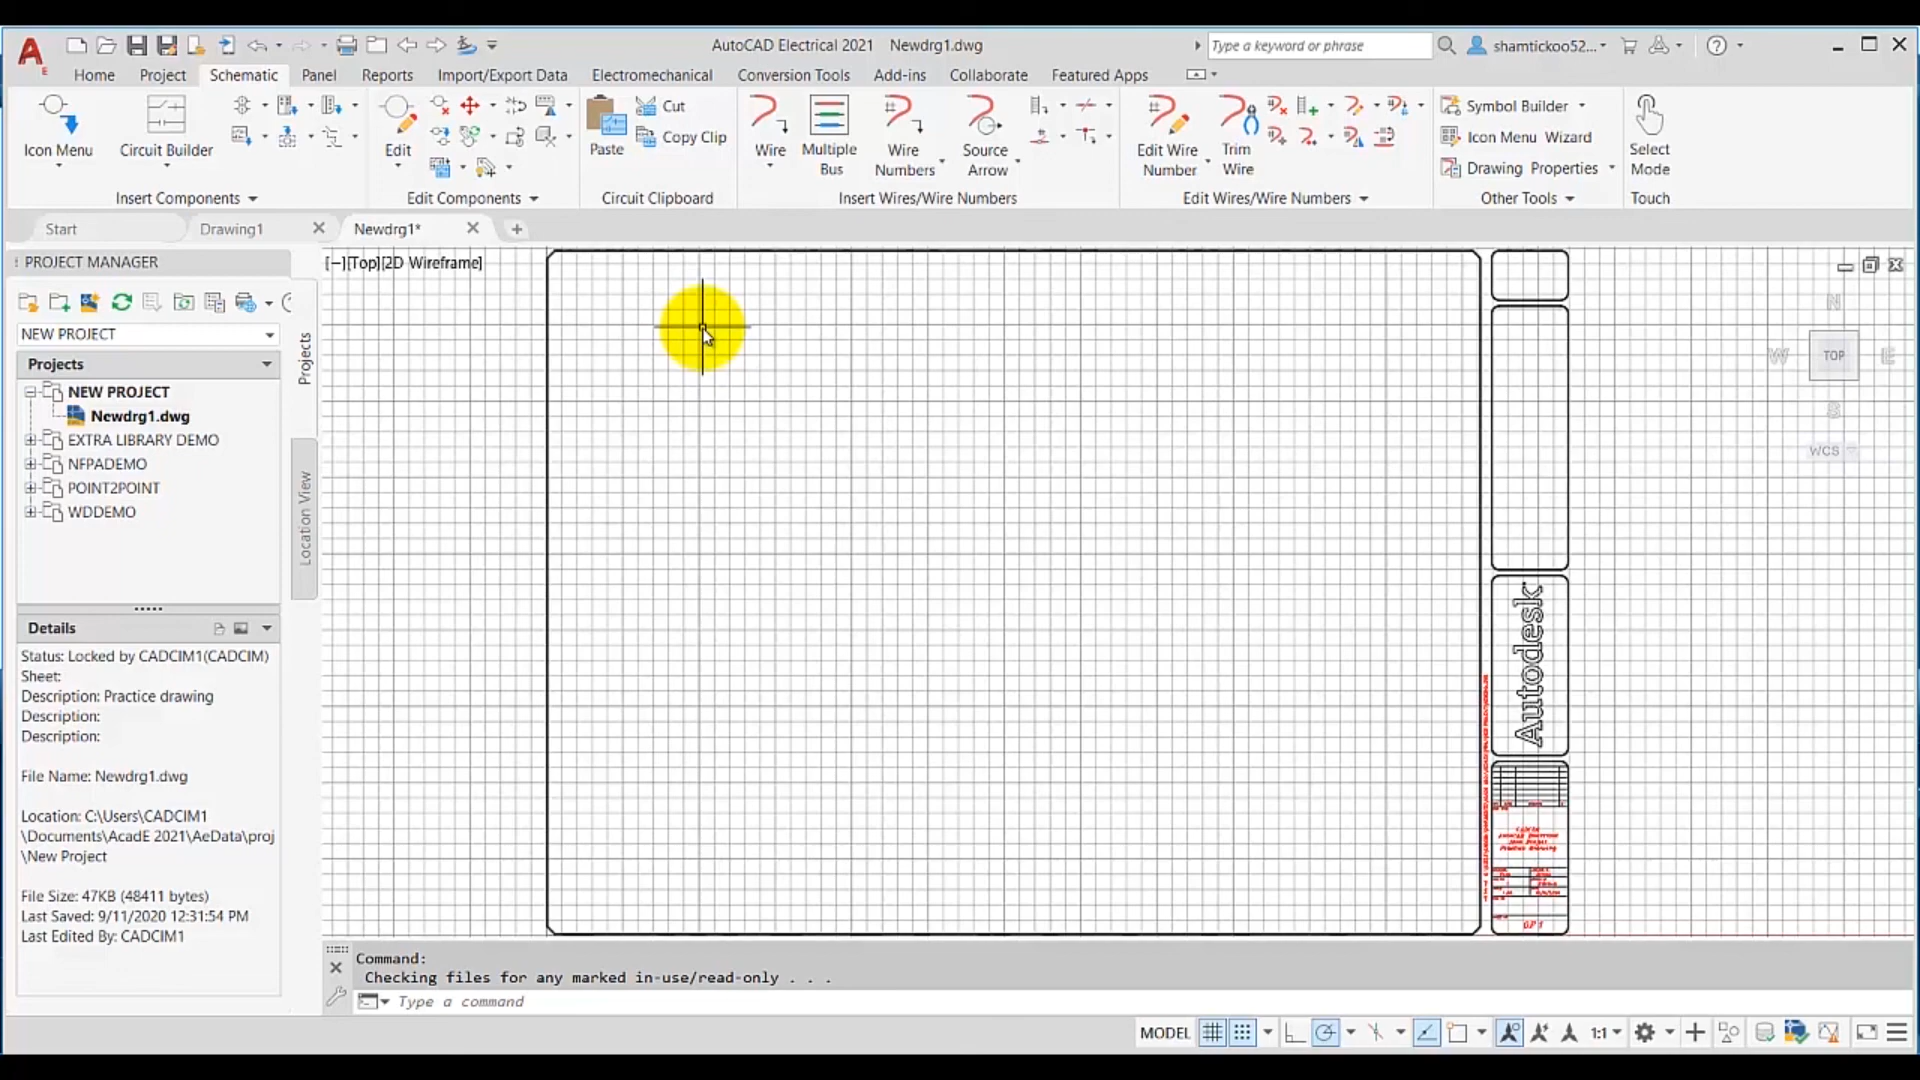 AutoCAD Electrical 2021 Newdrg1.dwg
Type a keyword or phrase
shamtickoo52...
Home Project Schematic Panel Reports Import/Export Data Electromechanical Conversion Tools Add-ins Collaborate Featured Apps
Icon Menu
Circuit Builder
Edit
Paste
Cut
Copy Clip
Wire
Multiple
Bus
Wire
Numbers
Source
Arrow
Edit Wire
Number
Trim
Wire
Symbol Builder
Icon Menu Wizard
Drawing Properties
Select
Mode
Insert Components
Edit Components
Circuit Clipboard
Insert Wires/Wire Numbers
Edit Wires/Wire Numbers
Other Tools
Touch
Start
Drawing1
Newdrg1*
PROJECT MANAGER
NEW PROJECT
Projects
NEW PROJECT
Newdrg1.dwg
EXTRA LIBRARY DEMO
NFPADEMO
POINT2POINT
WDDEMO
Projects
Location View
Details
Status: Locked by CADCIM1(CADCIM)
Sheet:
Description: Practice drawing
Description:
Description:
File Name: Newdrg1.dwg
Location: C:\Users\CADCIM1
\Documents\AcadE 2021\AeData\proj
\New Project
File Size: 47KB (48411 bytes)
Last Saved: 9/11/2020 12:31:54 PM
Last Edited By: CADCIM1
[−][Top][2D Wireframe]
N
W
TOP
E
S
WCS
Autodesk
Command:
Checking files for any marked in-use/read-only . . .
Type a command
MODEL
1:1